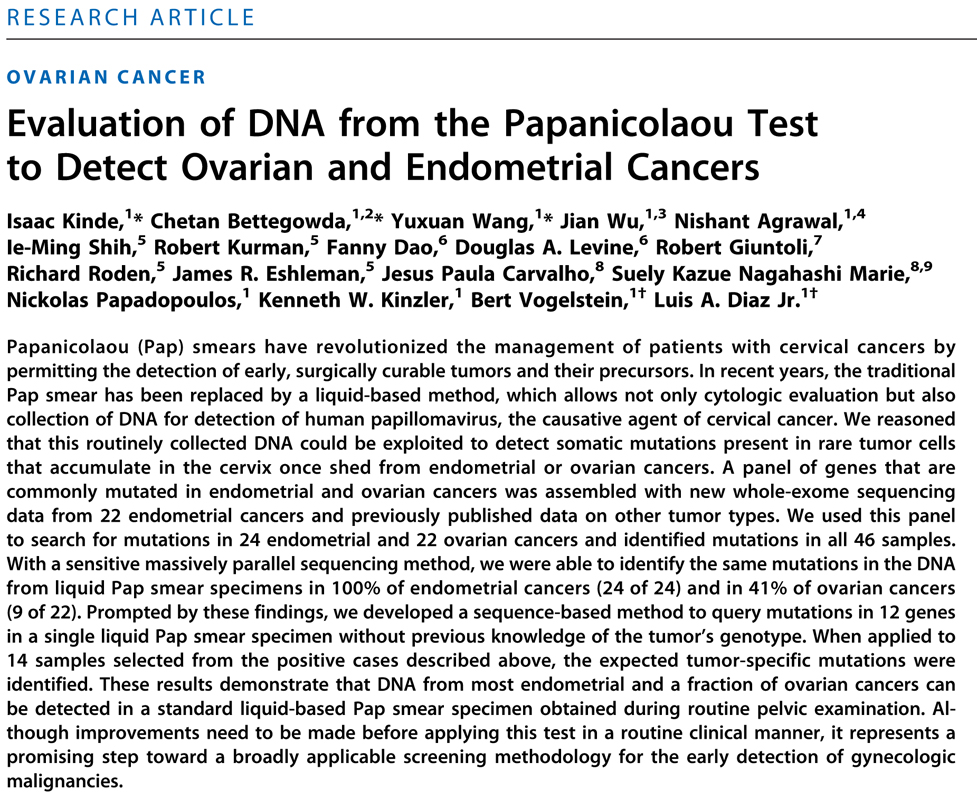 RESEARCH ARTICLE
OVARIAN CANCER
Evaluation of DNA from the Papanicolaou Test
to Detect Ovarian and Endometrial Cancers
Isaac Kinde,1* Chetan Bettegowda,1,2* Yuxuan Wang,1* Jian Wu,1,3 Nishant Agrawal,1,4
Ie-Ming Shih,5 Robert Kurman,5 Fanny Dao,6 Douglas A. Levine,6 Robert Giuntoli,7
Richard Roden,5 James R. Eshleman,5 Jesus Paula Carvalho,8 Suely Kazue Nagahashi Marie,8,9
Nickolas Papadopoulos,1 Kenneth W. Kinzler,1 Bert Vogelstein,1† Luis A. Diaz Jr.1†
Papanicolaou (Pap) smears have revolutionized the management of patients with cervical cancers by
permitting the detection of early, surgically curable tumors and their precursors. In recent years, the traditional
Pap smear has been replaced by a liquid-based method, which allows not only cytologic evaluation but also
collection of DNA for detection of human papillomavirus, the causative agent of cervical cancer. We reasoned
that this routinely collected DNA could be exploited to detect somatic mutations present in rare tumor cells
that accumulate in the cervix once shed from endometrial or ovarian cancers. A panel of genes that are
commonly mutated in endometrial and ovarian cancers was assembled with new whole-exome sequencing
data from 22 endometrial cancers and previously published data on other tumor types. We used this panel
to search for mutations in 24 endometrial and 22 ovarian cancers and identified mutations in all 46 samples.
With a sensitive massively parallel sequencing method, we were able to identify the same mutations in the DNA
from liquid Pap smear specimens in 100% of endometrial cancers (24 of 24) and in 41% of ovarian cancers
(9 of 22). Prompted by these findings, we developed a sequence-based method to query mutations in 12 genes
in a single liquid Pap smear specimen without previous knowledge of the tumor's genotype. When applied to
14 samples selected from the positive cases described above, the expected tumor-specific mutations were
identified. These results demonstrate that DNA from most endometrial and a fraction of ovarian cancers can
be detected in a standard liquid-based Pap smear specimen obtained during routine pelvic examination. Al-
though improvements need to be made before applying this test in a routine clinical manner, it represents a
promising step toward a broadly applicable screening methodology for the early detection of gynecologic
malignancies.